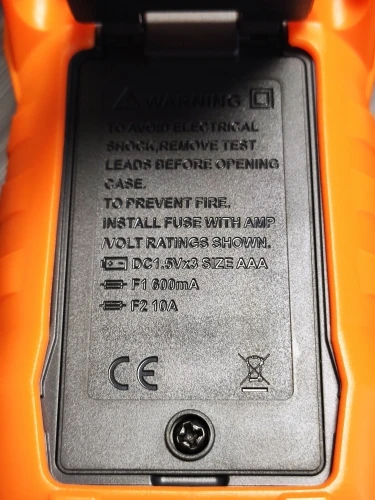 WARNING
TO AVOID ELECTRICAL
SHOCK,REMOVE TEST
LEADS BEFORE OPENING
CASE.
TO PREVENT FIRE.
INSTALL FUSE WITH AMP
/VOLT RATINGS SHOWN.
DC1.5Vx3 SIZE AAA
F1 600mA
F2 10A
CE